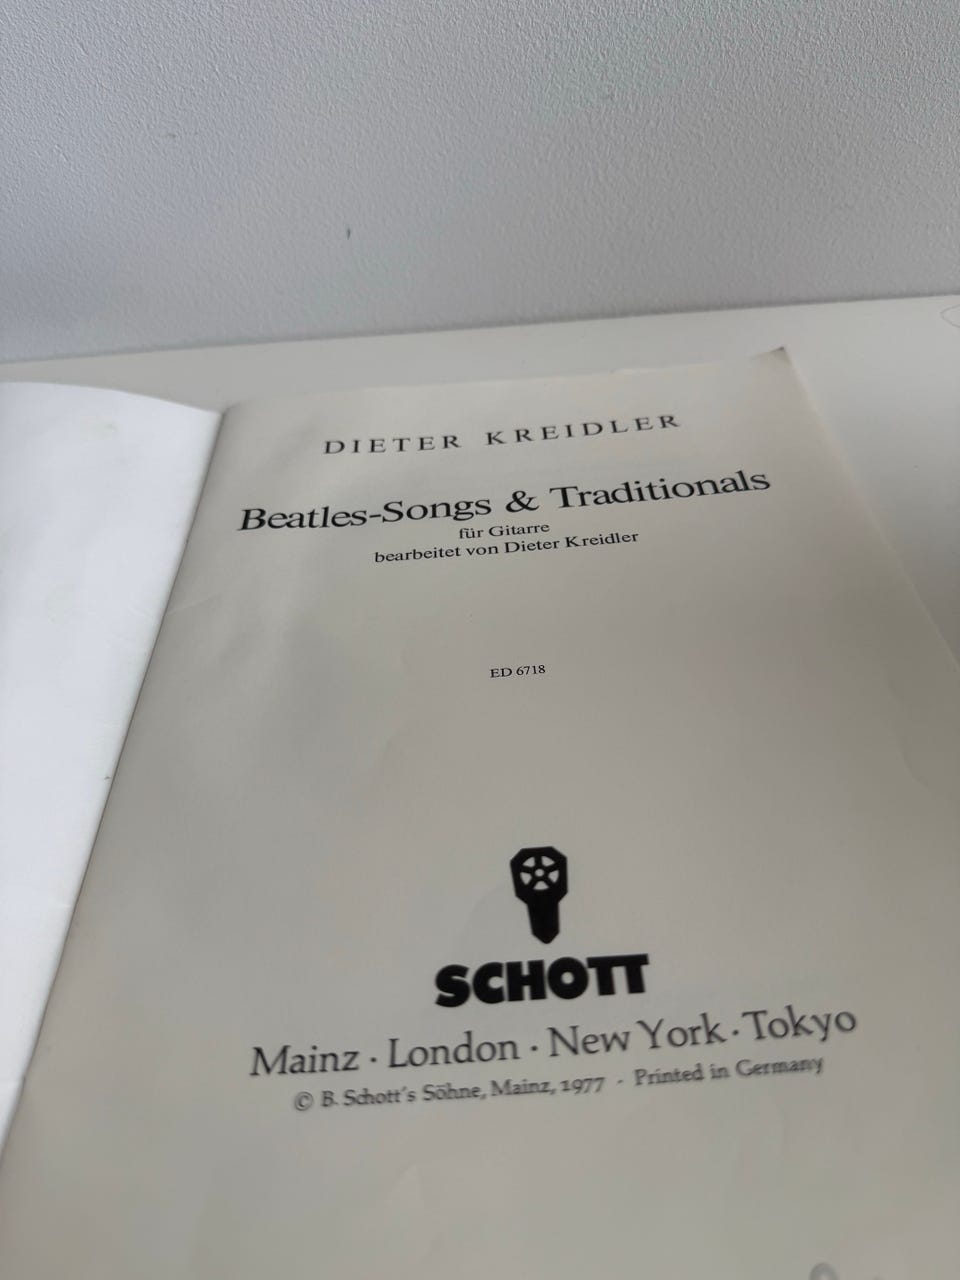 DIETER KREIDLER
Beatles-Songs & Traditionals
für Gitarre
bearbeitet von Dieter Kreidler
ED 6718
SCHOTT
Mainz · London · New York · Tokyo
© B. Schott's Söhne, Mainz, 1977 · Printed in Germany